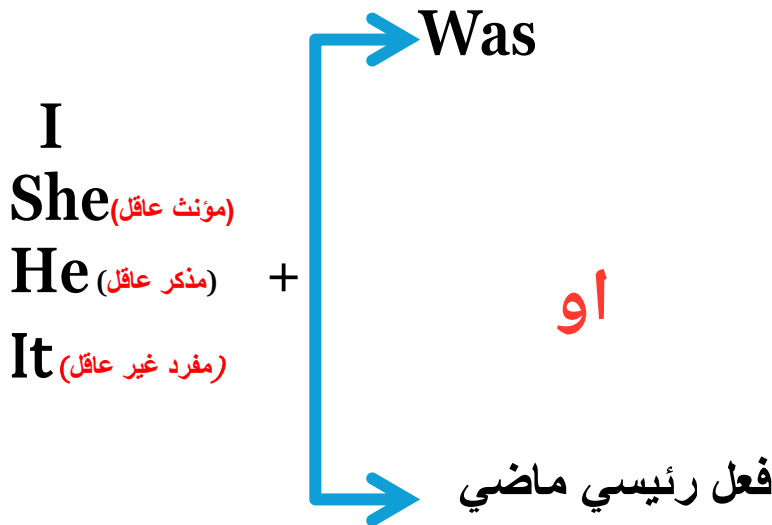 Was
I
She(مؤنث عاقل)
He (مذكر عاقل)
+
او
It (مفرد غير عاقل)
فعل رئيسي ماضي